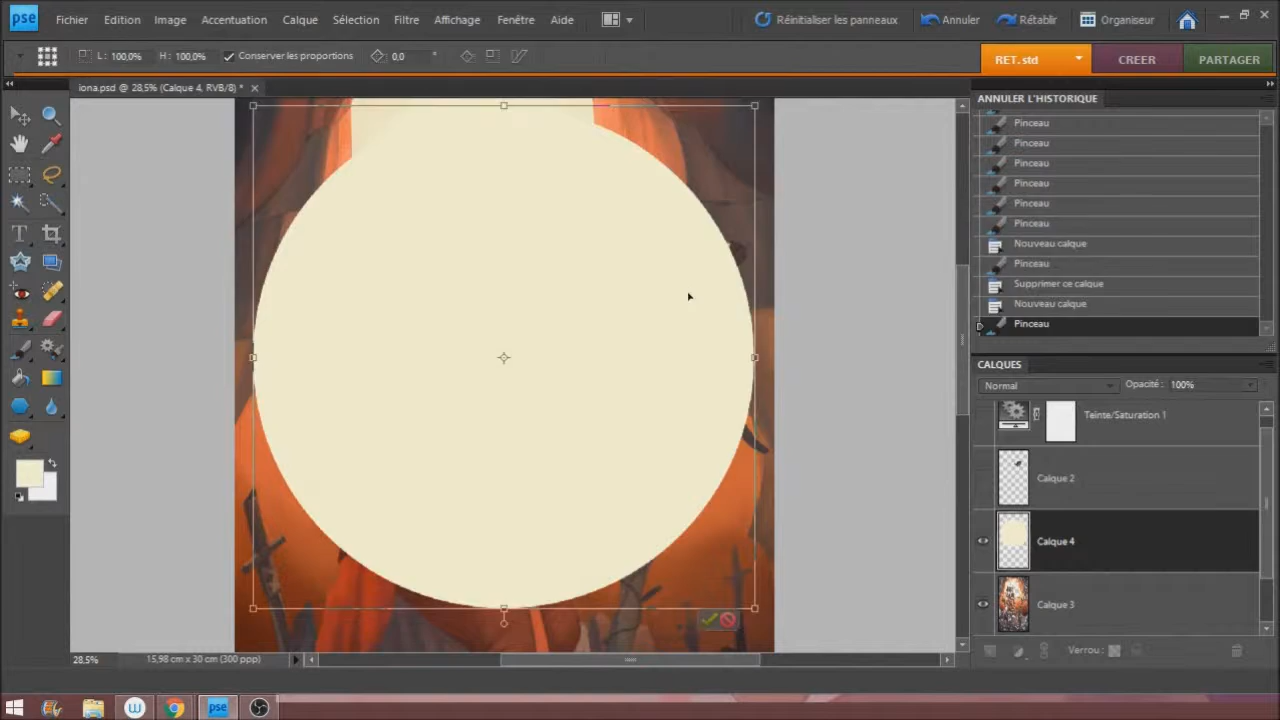 pse Fichier Edition Image Accentuation Calque Sélection Filtre Affichage Fenêtre Aide Réinitialiser les panneaux Annuler Rétablir Organiseur
L: 100,0% H: 100,0% Conserver les proportions 0,0 ° RET. std CREER PARTAGER
iona.psd @ 28,5% (Calque 4, RVB/8) *
ANNULER L'HISTORIQUE
Pinceau
Pinceau
Pinceau
Pinceau
Pinceau
Pinceau
Nouveau calque
Pinceau
Supprimer ce calque
Nouveau calque
Pinceau
CALQUES
Normal Opacité : 100%
Teinte/Saturation 1
Calque 2
Calque 4
Calque 3
Verrou :
28,5% 15,98 cm x 30 cm (300 ppp)
W pse